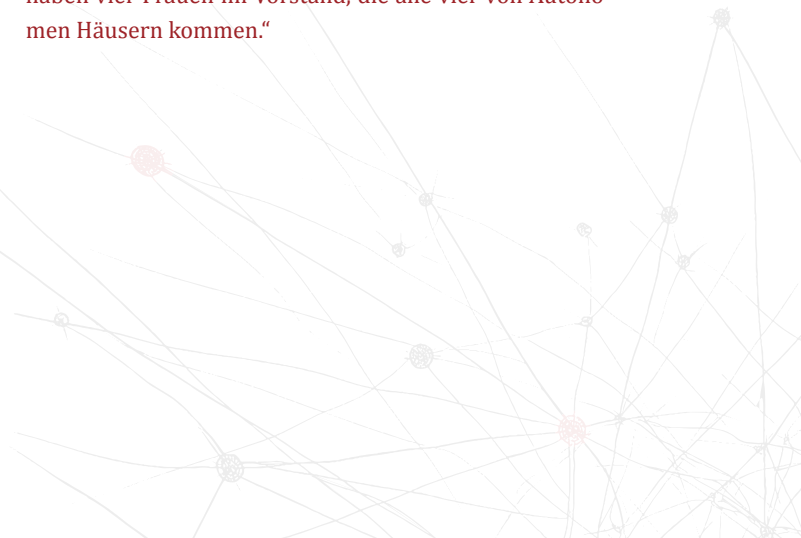 haben vier Frauen im Vorstand, die alle vier von Autono-
men Häusern kommen.“